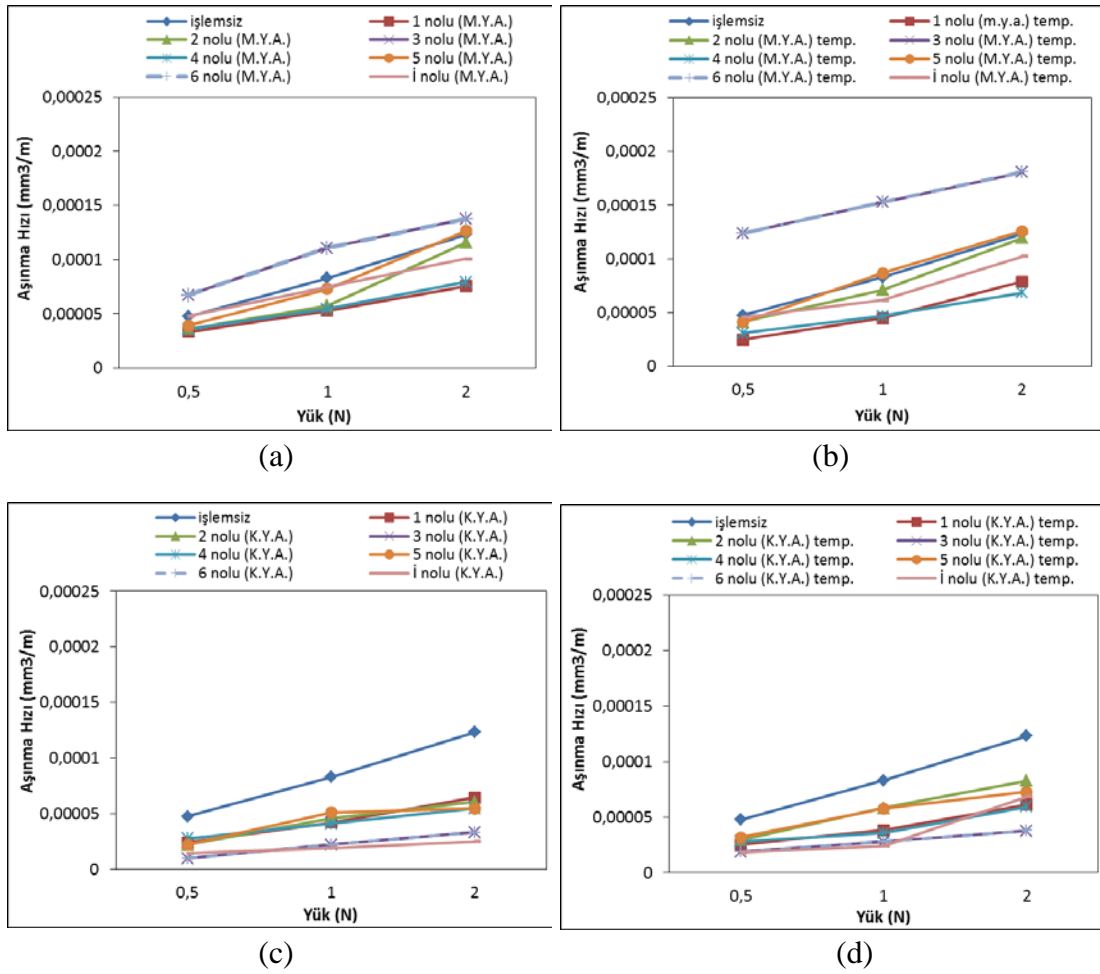 işlemsiz
1 nolu (M.Y.A.)
2 nolu (M.Y.A.)
3 nolu (M.Y.A.)
4 nolu (M.Y.A.)
5 nolu (M.Y.A.)
6 nolu (M.Y.A.)
İ nolu (M.Y.A.)
0,00025
0,0002
0,00015
0,0001
0,00005
0
Aşınma Hızı (mm3/m)
0,5
1
2
Yük (N)
(a)
işlemsiz
1 nolu (m.y.a.) temp.
2 nolu (M.Y.A.) temp.
3 nolu (M.Y.A.) temp.
4 nolu (M.Y.A.) temp.
5 nolu (M.Y.A.) temp.
6 nolu (M.Y.A.) temp.
İ nolu (M.Y.A.) temp.
0,00025
0,0002
0,00015
0,0001
0,00005
0
Aşınma Hızı (mm3/m)
0,5
1
2
Yük (N)
(b)
işlemsiz
1 nolu (K.Y.A.)
2 nolu (K.Y.A.)
3 nolu (K.Y.A.)
4 nolu (K.Y.A.)
5 nolu (K.Y.A.)
6 nolu (K.Y.A.)
İ nolu (K.Y.A.)
0,00025
0,0002
0,00015
0,0001
0,00005
0
Aşınma Hızı (mm3/m)
0,5
1
2
Yük (N)
(c)
işlemsiz
1 nolu (K.Y.A.) temp.
2 nolu (K.Y.A.) temp.
3 nolu (K.Y.A.) temp.
4 nolu (K.Y.A.) temp.
5 nolu (K.Y.A.) temp.
6 nolu (K.Y.A.) temp.
İ nolu (K.Y.A.) temp.
0,00025
0,0002
0,00015
0,0001
0,00005
0
Aşınma Hızı (mm3/m)
0,5
1
2
Yük (N)
(d)